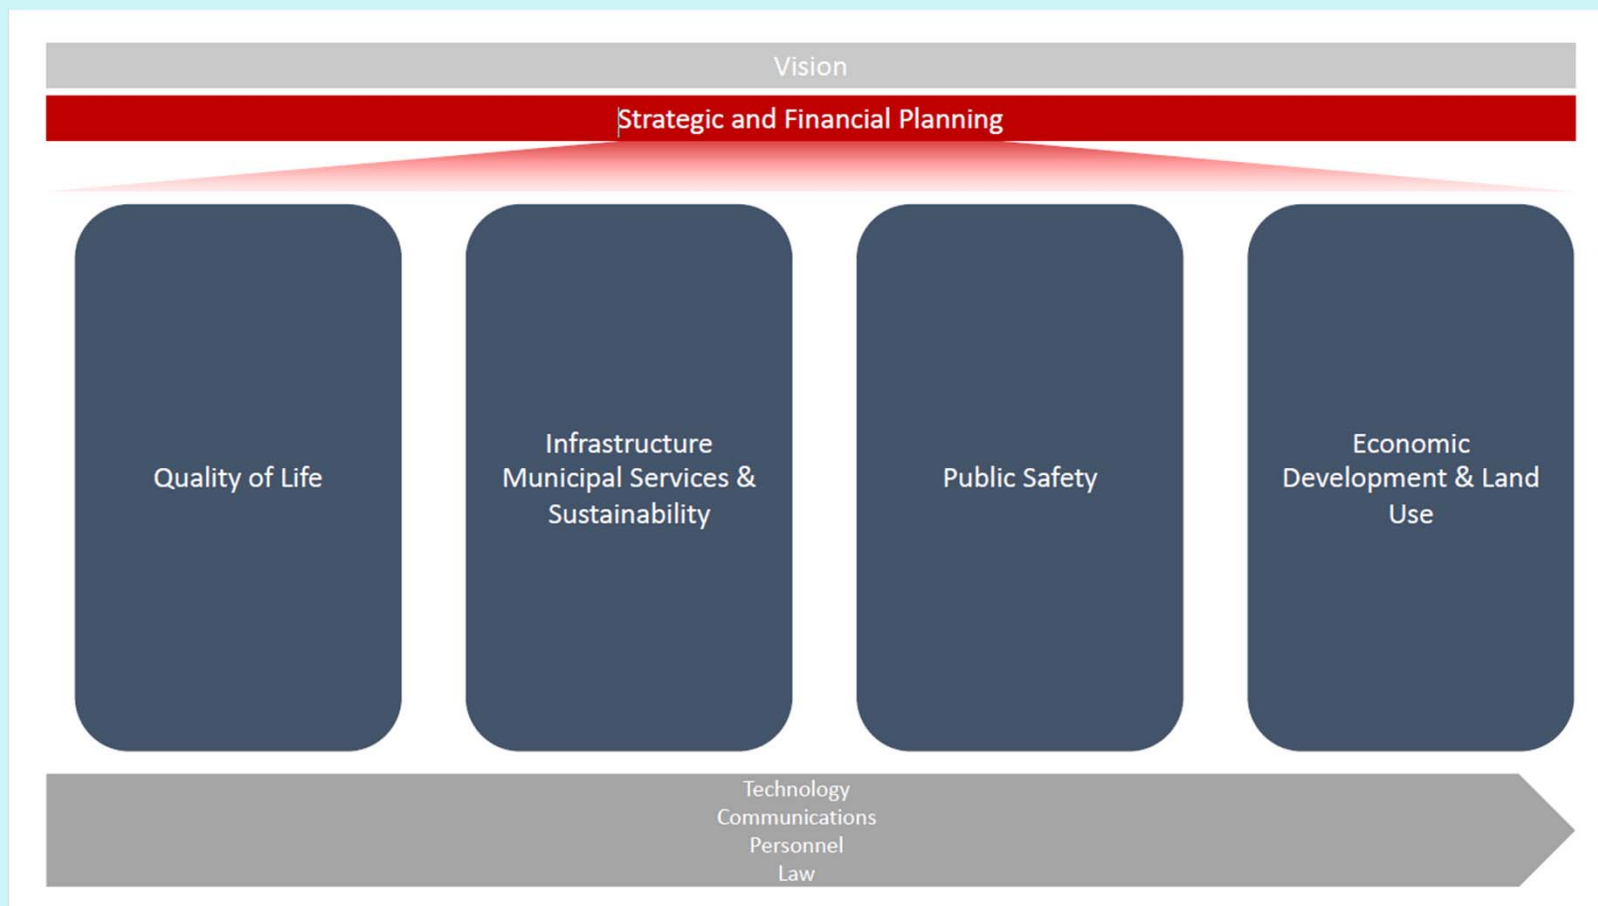 Vision
Strategic and Financial Planning
Quality of Life
Infrastructure
Municipal Services &
Sustainability
Public Safety
Economic
Development & Land
Use
Technology
Communications
Personnel
Law